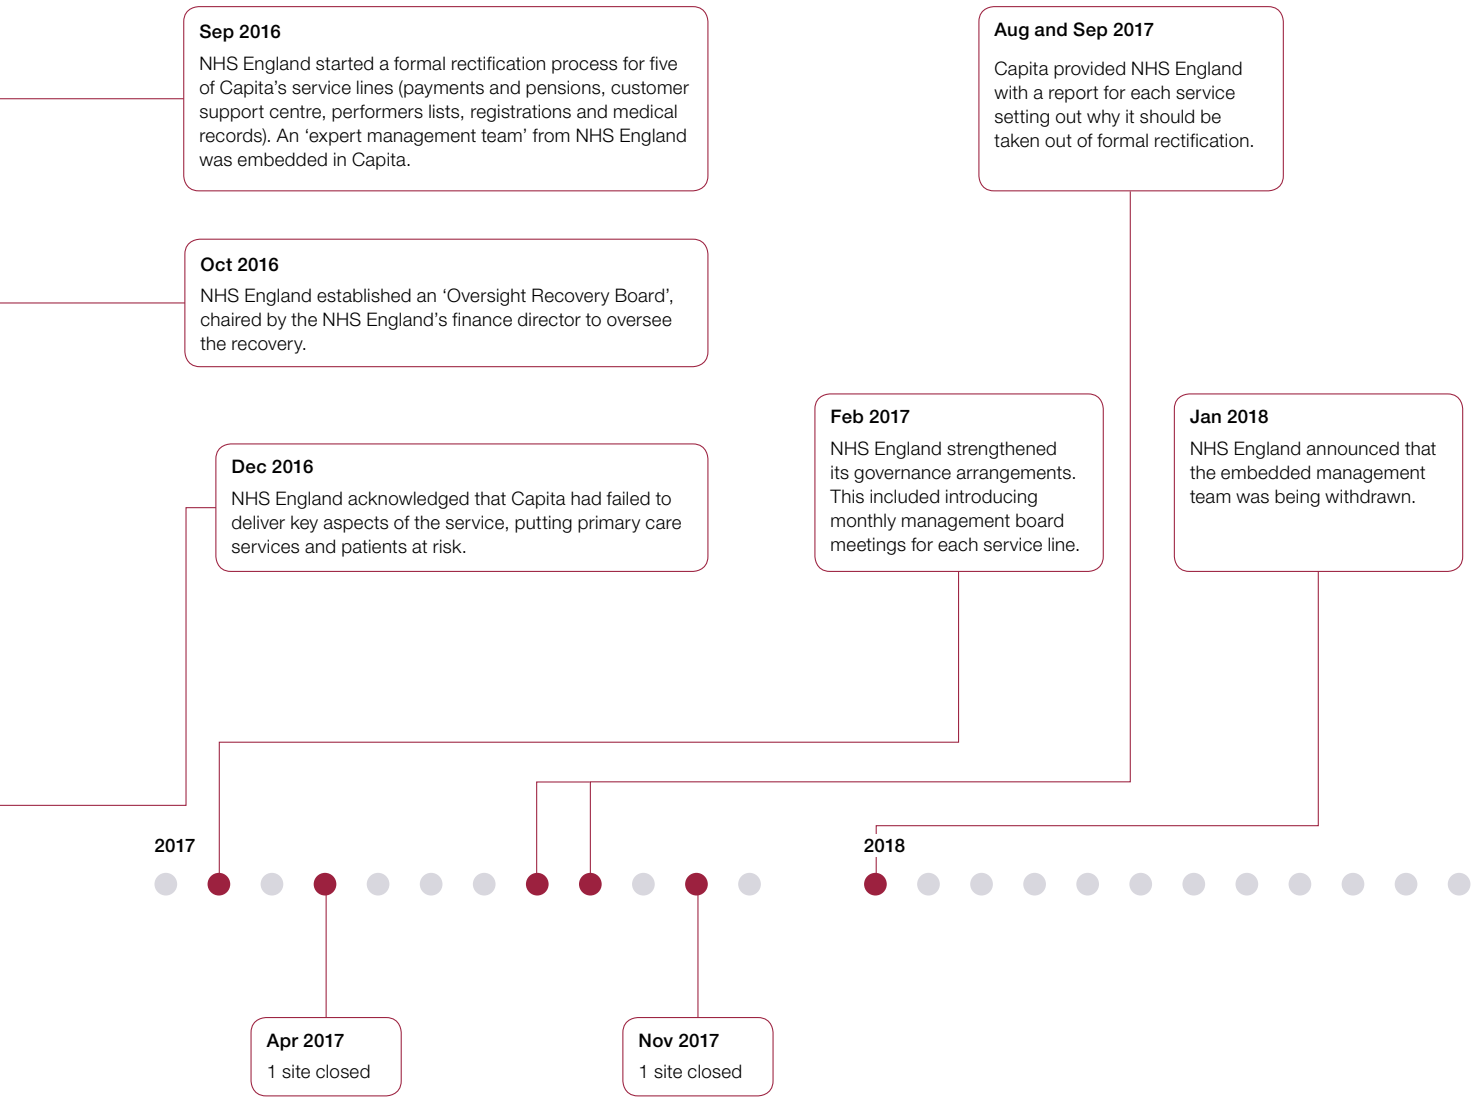 Sep 2016
NHS England started a formal rectification process for five
of Capita’s service lines (payments and pensions, customer
support centre, performers lists, registrations and medical
records). An ‘expert management team’ from NHS England
was embedded in Capita.
Aug and Sep 2017
Capita provided NHS England
with a report for each service
setting out why it should be
taken out of formal rectification.
Oct 2016
NHS England established an ‘Oversight Recovery Board’,
chaired by the NHS England’s finance director to oversee
the recovery.
Dec 2016
NHS England acknowledged that Capita had failed to
deliver key aspects of the service, putting primary care
services and patients at risk.
Feb 2017
NHS England strengthened
its governance arrangements.
This included introducing
monthly management board
meetings for each service line.
Jan 2018
NHS England announced that
the embedded management
team was being withdrawn.
2017
2018
Apr 2017
1 site closed
Nov 2017
1 site closed